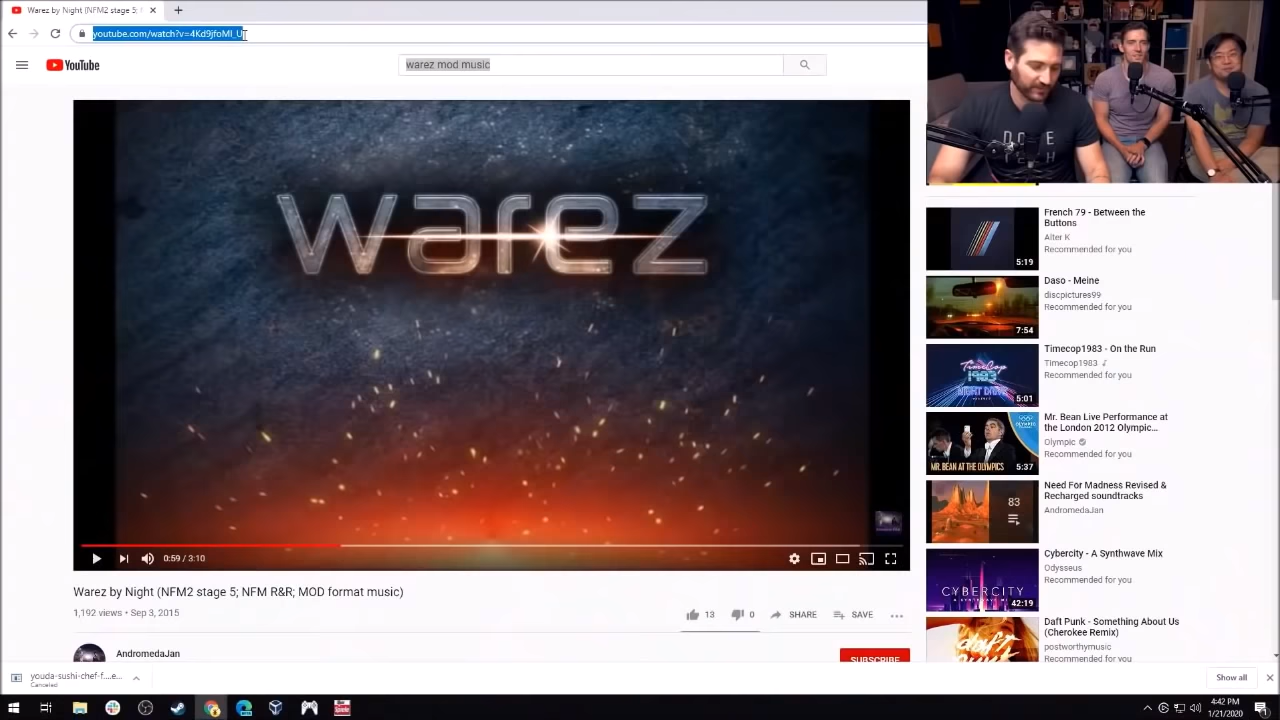 Warez by Night (NFM2 stage 5; N
youtube.com/watch?v=4Kd9jfoMl_U
YouTube
warez mod music
warez
0:59 / 3:10
Warez by Night (NFM2 stage 5; NFM R&R, MOD format music)
1,192 views • Sep 3, 2015
13
0
SHARE
SAVE
AndromedaJan
SUBSCRIBE
French 79 - Between the
Buttons
Alter K
Recommended for you
5:19
Daso - Meine
discpictures99
Recommended for you
7:54
Timecop1983 - On the Run
Timecop1983
Recommended for you
5:01
Mr. Bean Live Performance at
the London 2012 Olympic...
Olympic
Recommended for you
MR. BEAN AT THE OLYMPICS
5:37
Need For Madness Revised &
Recharged soundtracks
AndromedaJan
83
Cybercity - A Synthwave Mix
Odysseus
Recommended for you
CYBERCITY
42:19
Daft Punk - Something About Us
(Cherokee Remix)
postworthymusic
Recommended for you
youda-sushi-chef-f....e...
Canceled
Show all
4:42 PM
1/21/2020